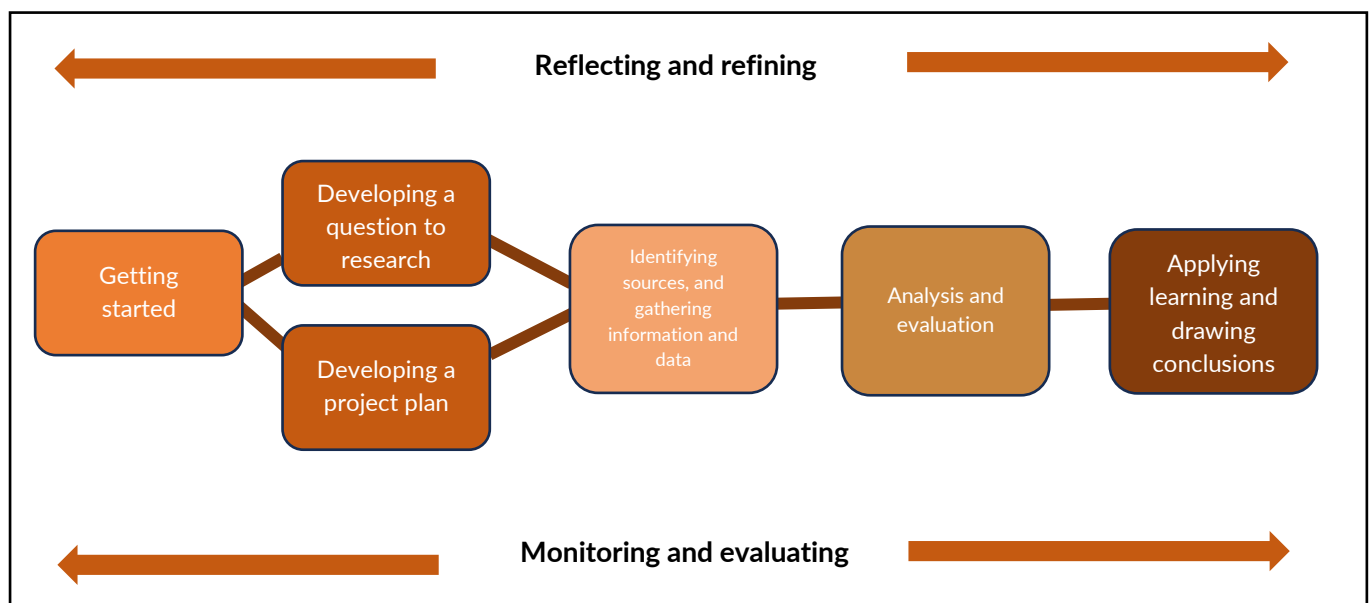 Reflecting and refining
Getting
started
Developing a
question to
research
Developing a
project plan
Identifying
sources, and
gathering
information and
data
Analysis and
evaluation
Applying
learning and
drawing
conclusions
Monitoring and evaluating